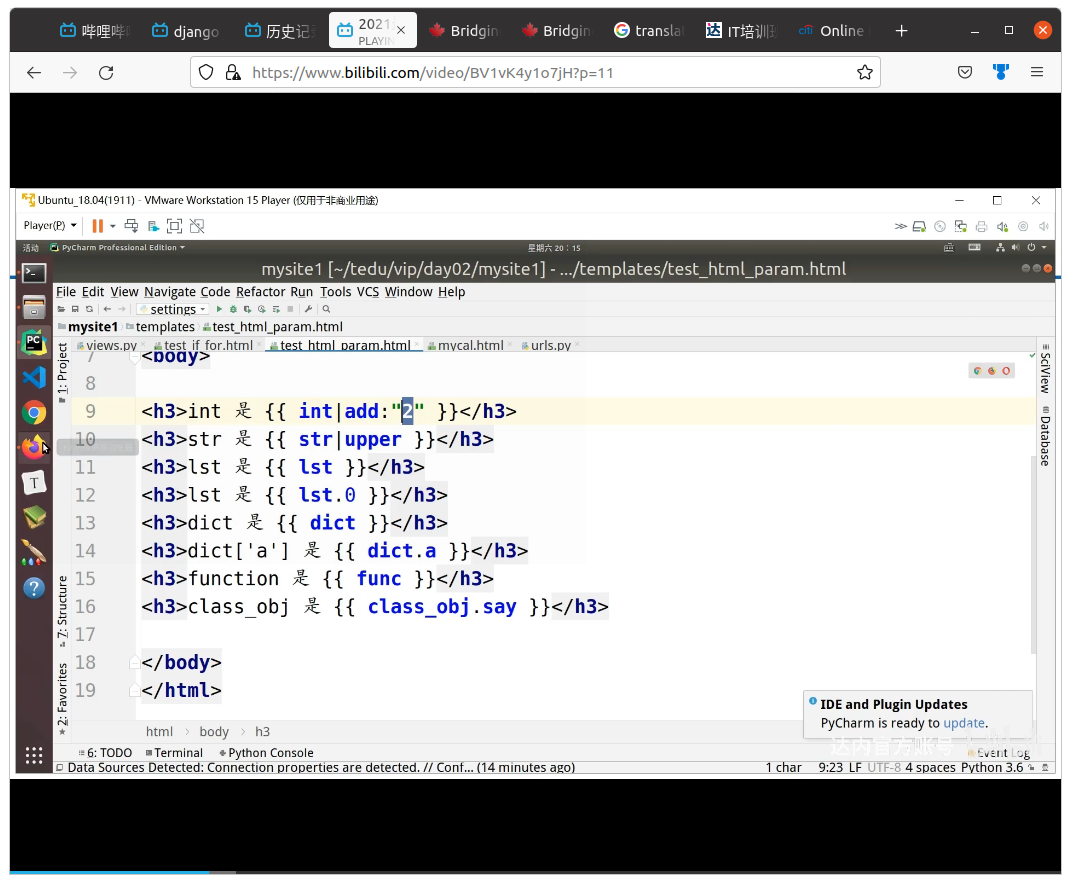 哔哩哔
django
历史记
2021
PLAYIN
Bridgin
Bridgin
transla
IT培训
Online
https://www.bilibili.com/video/BV1vK4y1o7jH?p=11
Ubuntu_18.04(1911) - VMware Workstation 15 Player (仅用于非商业用途)
Player(P)
活动 PyCharm Professional Edition 星期六 20：15
mysite1 [~/tedu/vip/day02/mysite1] - .../templates/test_html_param.html
File Edit View Navigate Code Refactor Run Tools VCS Window Help
settings
mysite1 templates test_html_param.html
views.py test_if_for.html test_html_param.html mycal.html urls.py
1: Project
7: Structure
2: Favorites
SciView
Database
7 <body>
8
9 <h3>int 是 {{ int|add:"2" }}</h3>
10 <h3>str 是 {{ str|upper }}</h3>
11 <h3>lst 是 {{ lst }}</h3>
12 <h3>lst 是 {{ lst.0 }}</h3>
13 <h3>dict 是 {{ dict }}</h3>
14 <h3>dict['a'] 是 {{ dict.a }}</h3>
15 <h3>function 是 {{ func }}</h3>
16 <h3>class_obj 是 {{ class_obj.say }}</h3>
17
18 </body>
19 </html>
IDE and Plugin Updates
PyCharm is ready to update.
html body h3
达内官方账号
6: TODO Terminal Python Console Event Log
Data Sources Detected: Connection properties are detected. // Conf... (14 minutes ago) 1 char 9:23 LF UTF-8 4 spaces Python 3.6